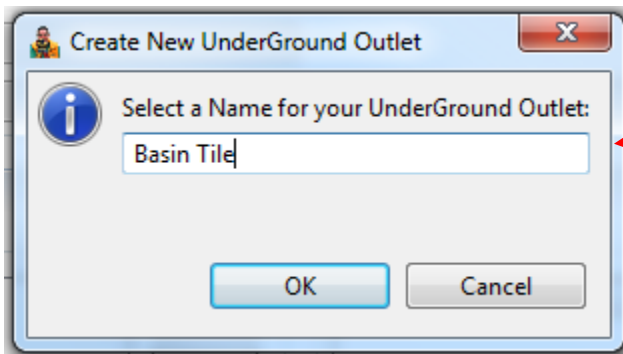 Create New UnderGround Outlet
Select a Name for your UnderGround Outlet:
Basin Tile
OK
Cancel